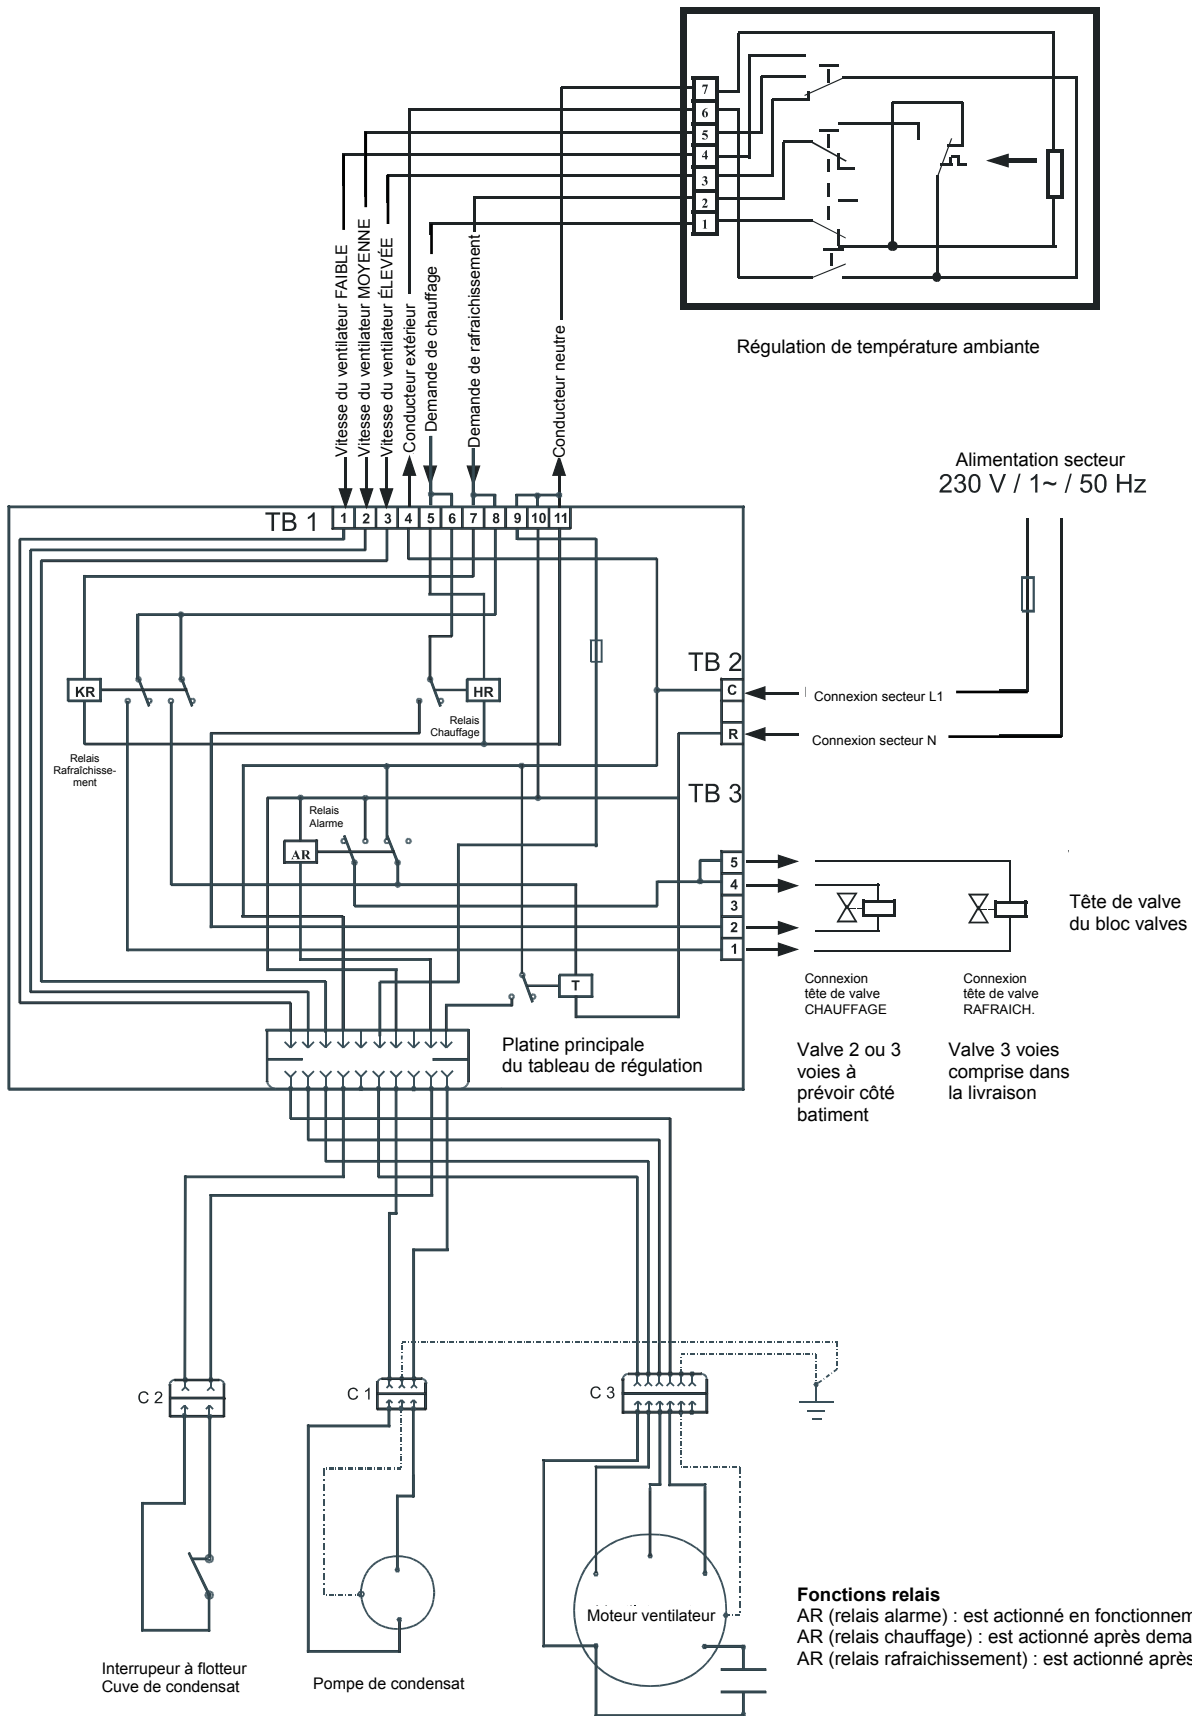 7
6
5
4
3
2
1
Régulation de température ambiante
Vitesse du ventilateur FAIBLE
Vitesse du ventilateur MOYENNE
Vitesse du ventilateur ÉLEVÉE
Conducteur extérieur
Demande de chauffage
Demande de rafraichissement
Conducteur neutre
Alimentation secteur
230 V / 1~ / 50 Hz
TB 1
1 2 3 4 5 6 7 8 9 10 11
TB 2
C
R
Connexion secteur L1
Connexion secteur N
KR
HR
Relais
Chauffage
Relais
Rafraîchisse-
ment
TB 3
Relais
Alarme
AR
5
4
3
2
1
T
Tête de valve
du bloc valves
Connexion
tête de valve
CHAUFFAGE
Connexion
tête de valve
RAFRAICH.
Valve 2 ou 3
voies à
prévoir côté
batiment
Valve 3 voies
comprise dans
la livraison
Platine principale
du tableau de régulation
C 2
C 1
C 3
Moteur ventilateur
Interrupeur à flotteur
Cuve de condensat
Pompe de condensat
Fonctions relais
AR (relais alarme) : est actionné en fonctionnem
AR (relais chauffage) : est actionné après dema
AR (relais rafraichissement) : est actionné après